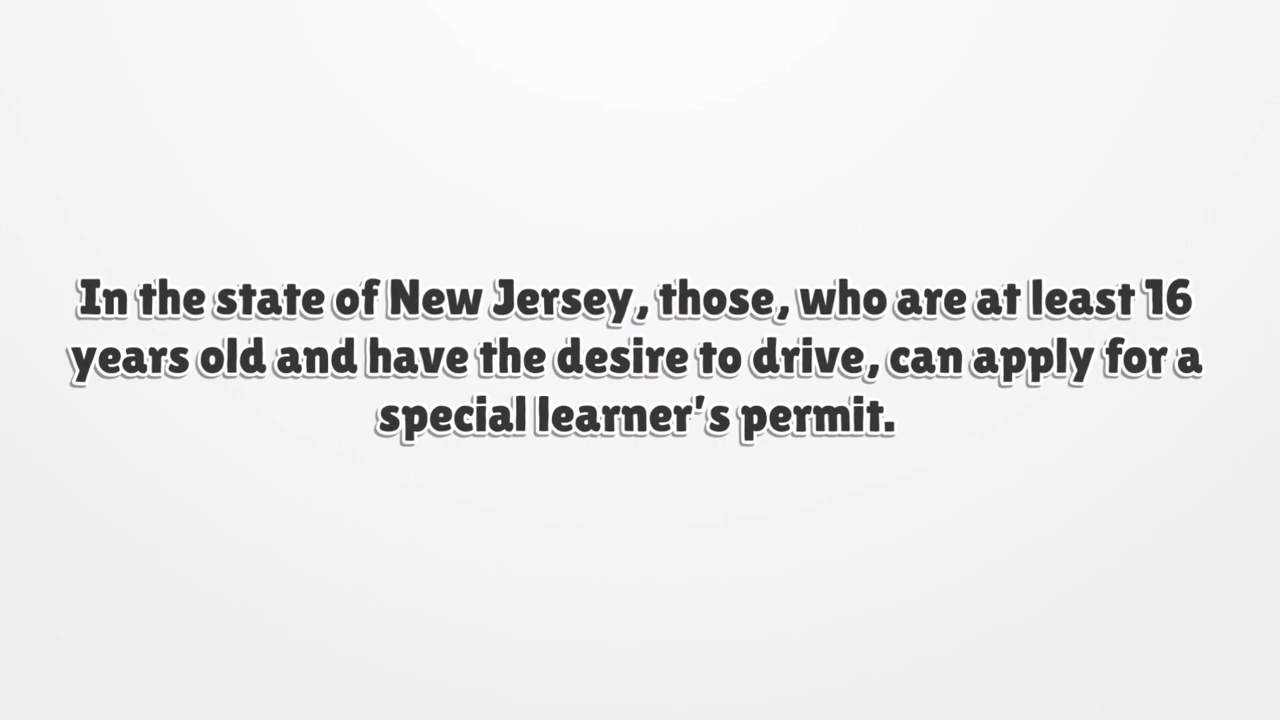 In the state of New Jersey, those, who are at least 16
years old and have the desire to drive, can apply for a
special learner's permit.